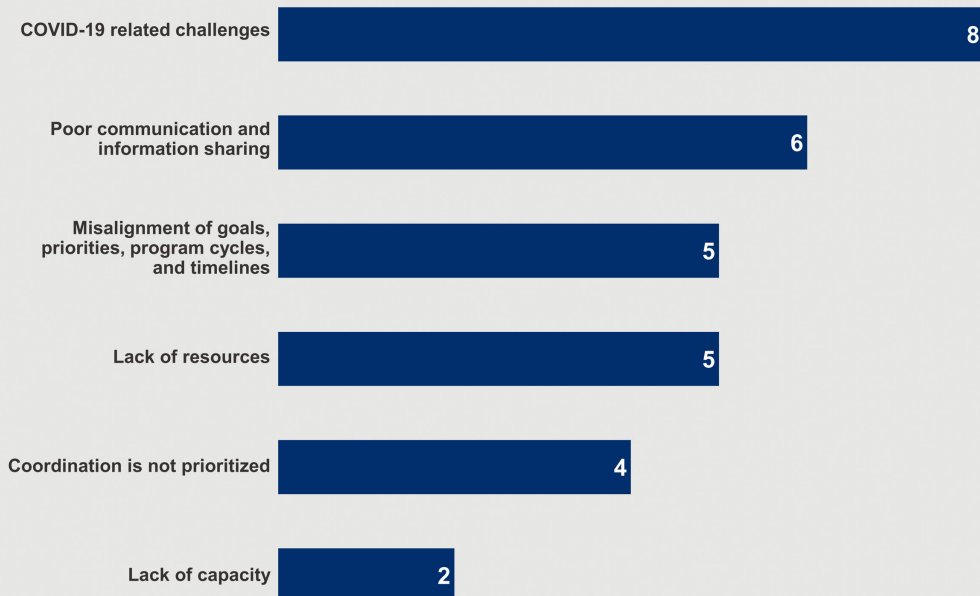 COVID-19 related challenges
8
Poor communication and
information sharing
6
Misalignment of goals,
priorities, program cycles,
and timelines
5
Lack of resources
5
Coordination is not prioritized
4
Lack of capacity
2